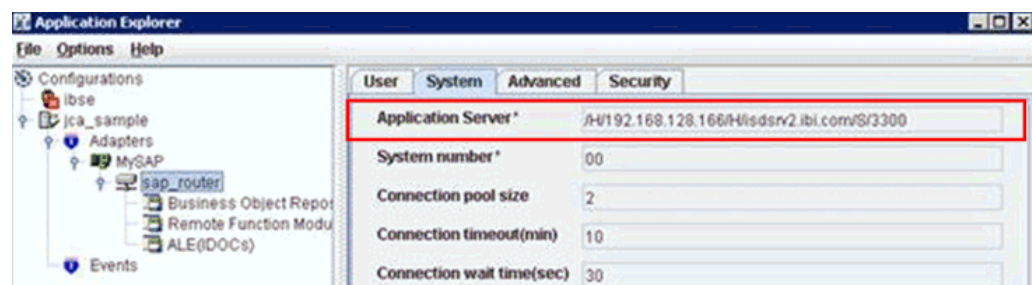 Application Explorer
File Options Help
Configurations
ibse
jca_sample
Adapters
MySAP
sap_router
Business Object Repos
Remote Function Modu
ALE(IDOCs)
Events
User System Advanced Security
Application Server* /H/192.168.128.166/H/isdsrv2.ibi.com/S/3300
System number* 00
Connection pool size 2
Connection timeout(min) 10
Connection wait time(sec) 30